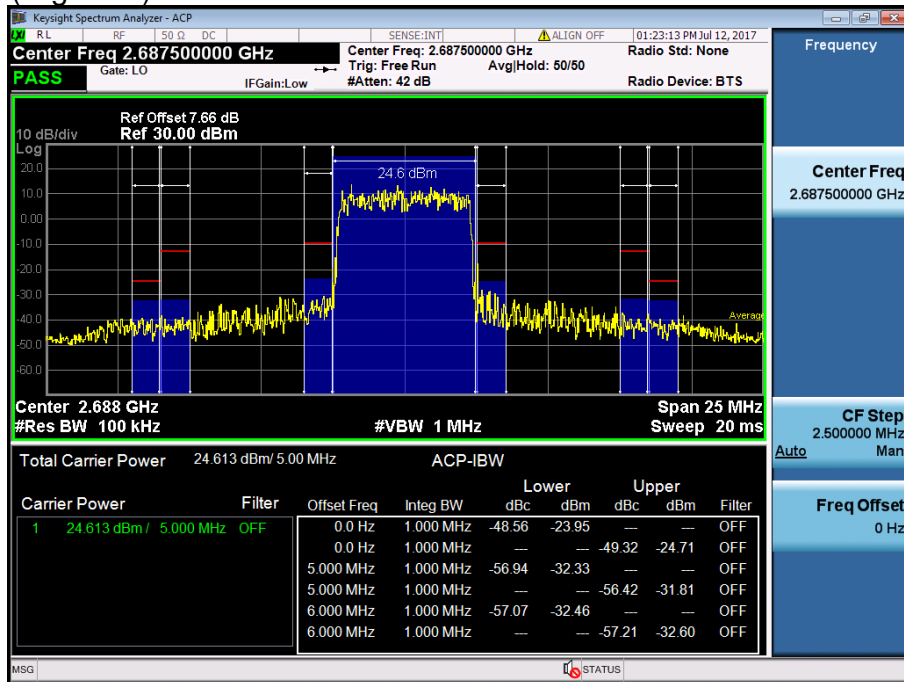 Keysight Spectrum Analyzer - ACP
LXI RL RF 50 Ω DC SENSE:INT ALIGN OFF 01:23:13 PM Jul 12, 2017
Center Freq 2.687500000 GHz
Center Freq: 2.687500000 GHz
Radio Std: None
Gate: LO
Trig: Free Run
Avg|Hold: 50/50
PASS
IFGain:Low
#Atten: 42 dB
Radio Device: BTS
Ref Offset 7.66 dB
10 dB/div Ref 30.00 dBm
Log
20.0
24.6 dBm
10.0
0.00
-10.0
-20.0
-30.0
-40.0
Average
-50.0
-60.0
Center 2.688 GHz Span 25 MHz
#Res BW 100 kHz #VBW 1 MHz Sweep 20 ms
Total Carrier Power 24.613 dBm/ 5.00 MHz ACP-IBW
Lower Upper
Carrier Power Filter Offset Freq Integ BW dBc dBm dBc dBm Filter
1 24.613 dBm / 5.000 MHz OFF 0.0 Hz 1.000 MHz -48.56 -23.95 --- --- OFF
0.0 Hz 1.000 MHz --- --- -49.32 -24.71 OFF
5.000 MHz 1.000 MHz -56.94 -32.33 --- --- OFF
5.000 MHz 1.000 MHz --- --- -56.42 -31.81 OFF
6.000 MHz 1.000 MHz -57.07 -32.46 --- --- OFF
6.000 MHz 1.000 MHz --- --- -57.21 -32.60 OFF
MSG STATUS
Frequency
Center Freq
2.687500000 GHz
CF Step
2.500000 MHz
Auto Man
Freq Offset
0 Hz